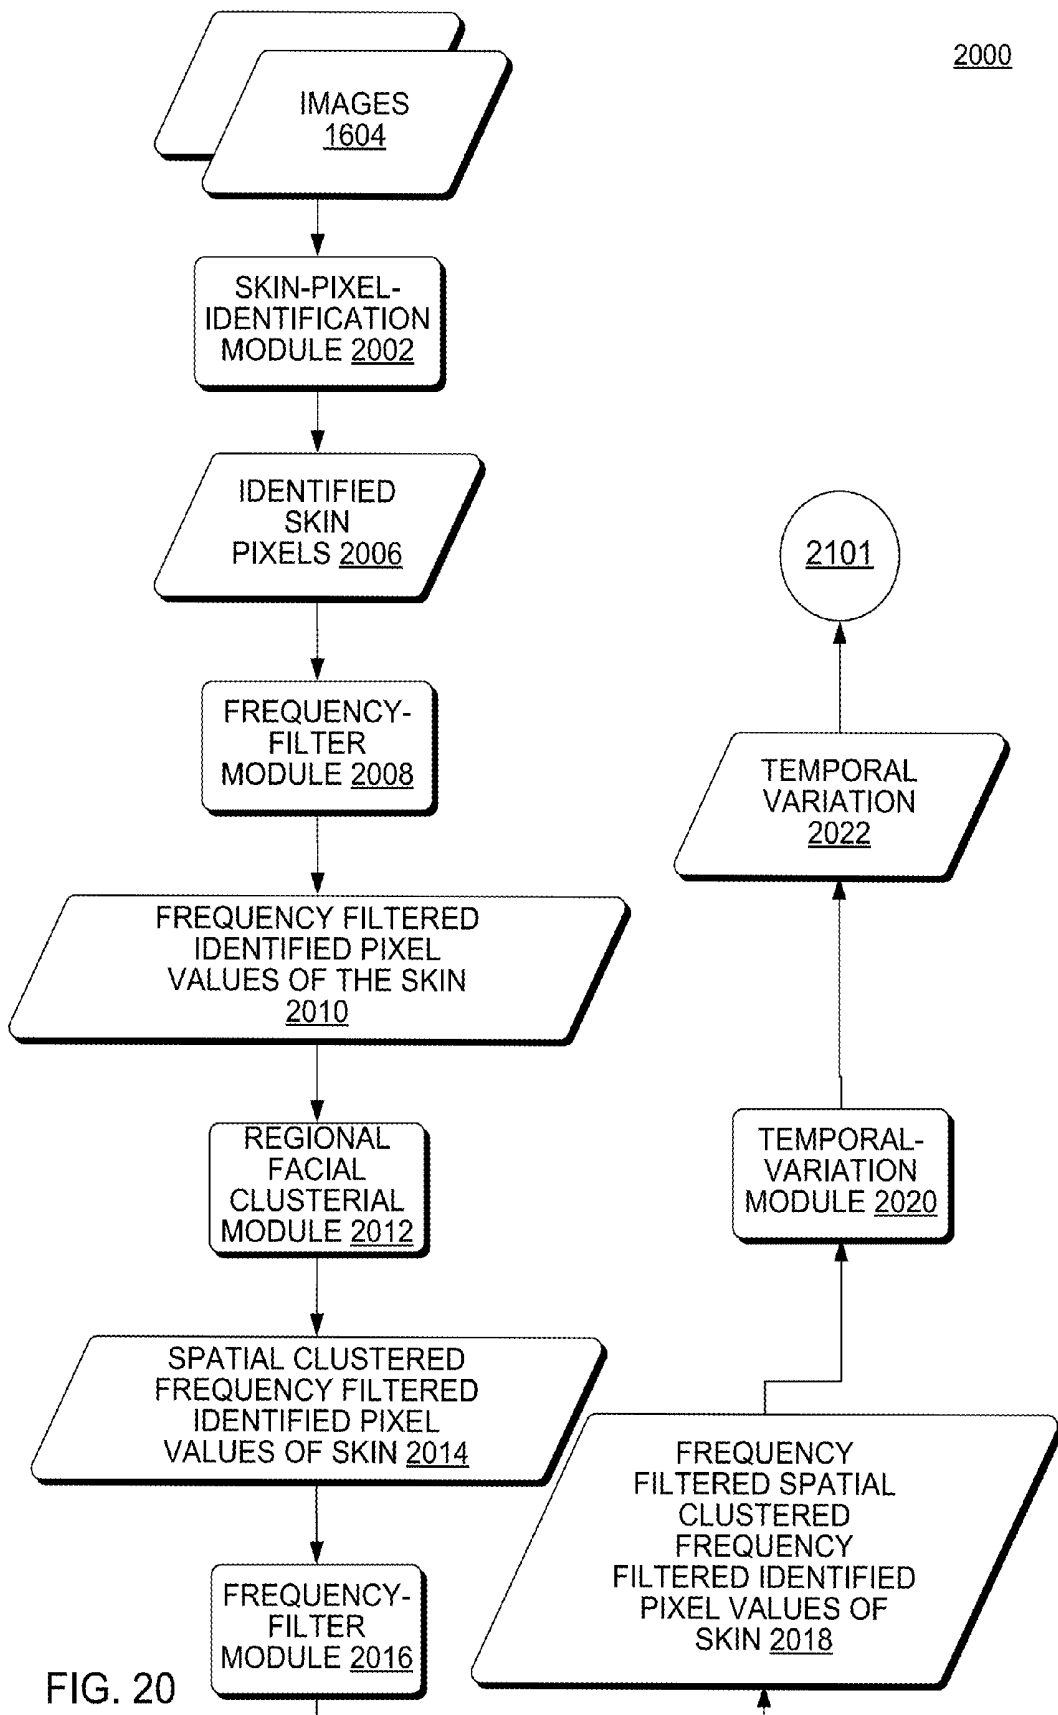 2000
IMAGES
1604
SKIN-PIXEL-
IDENTIFICATION
MODULE 2002
IDENTIFIED
SKIN
PIXELS 2006
FREQUENCY-
FILTER
MODULE 2008
FREQUENCY FILTERED
IDENTIFIED PIXEL
VALUES OF THE SKIN
2010
REGIONAL
FACIAL
CLUSTERIAL
MODULE 2012
SPATIAL CLUSTERED
FREQUENCY FILTERED
IDENTIFIED PIXEL
VALUES OF SKIN 2014
FREQUENCY-
FILTER
MODULE 2016
FREQUENCY
FILTERED SPATIAL
CLUSTERED
FREQUENCY
FILTERED IDENTIFIED
PIXEL VALUES OF
SKIN 2018
TEMPORAL-
VARIATION
MODULE 2020
TEMPORAL
VARIATION
2022
2101
FIG. 20